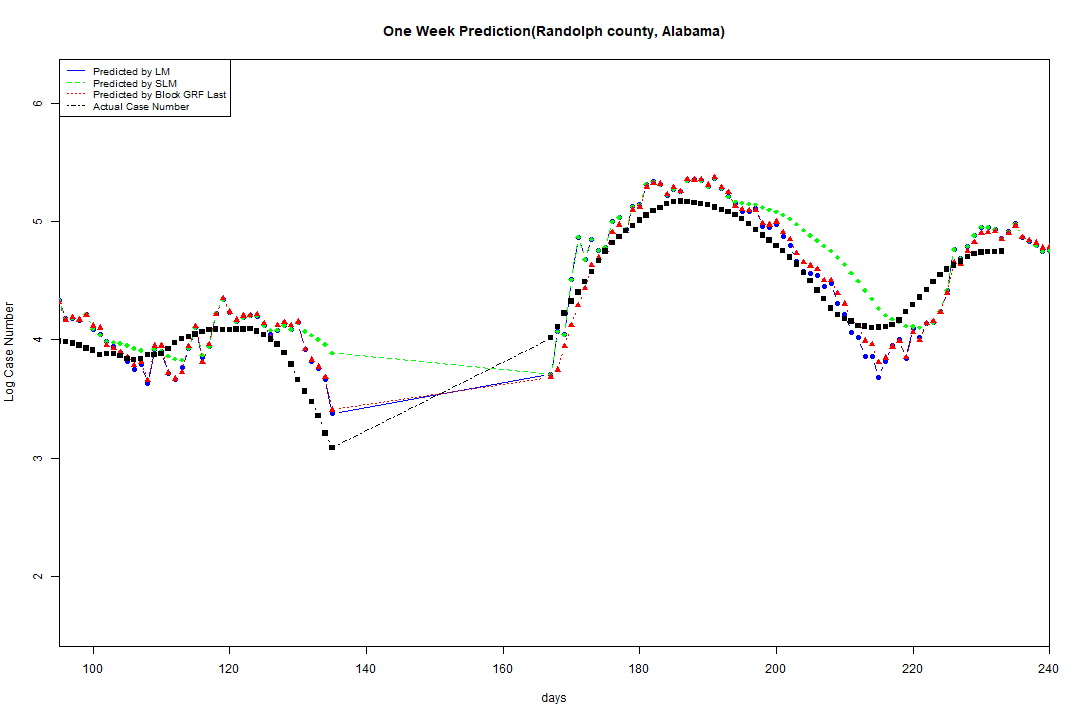 One Week Prediction(Randolph county, Alabama)
Predicted by LM
Predicted by SLM
Predicted by Block GRF Last
Actual Case Number
6
5
4
3
2
Log Case Number
100 120 140 160 180 200 220 240
days